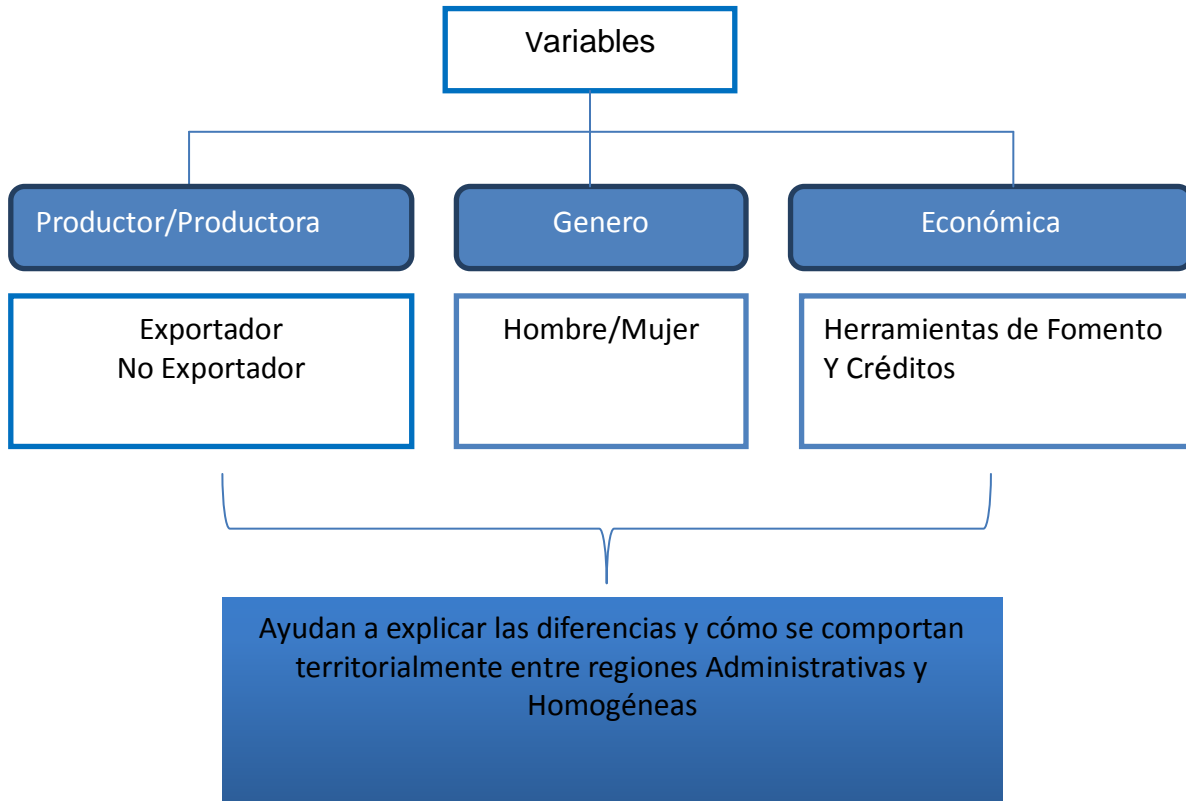 Variables
Productor/Productora
Genero
Económica
Exportador
No Exportador
Hombre/Mujer
Herramientas de Fomento
Y Créditos
Ayudan a explicar las diferencias y cómo se comportan
territorialmente entre regiones Administrativas y
Homogéneas